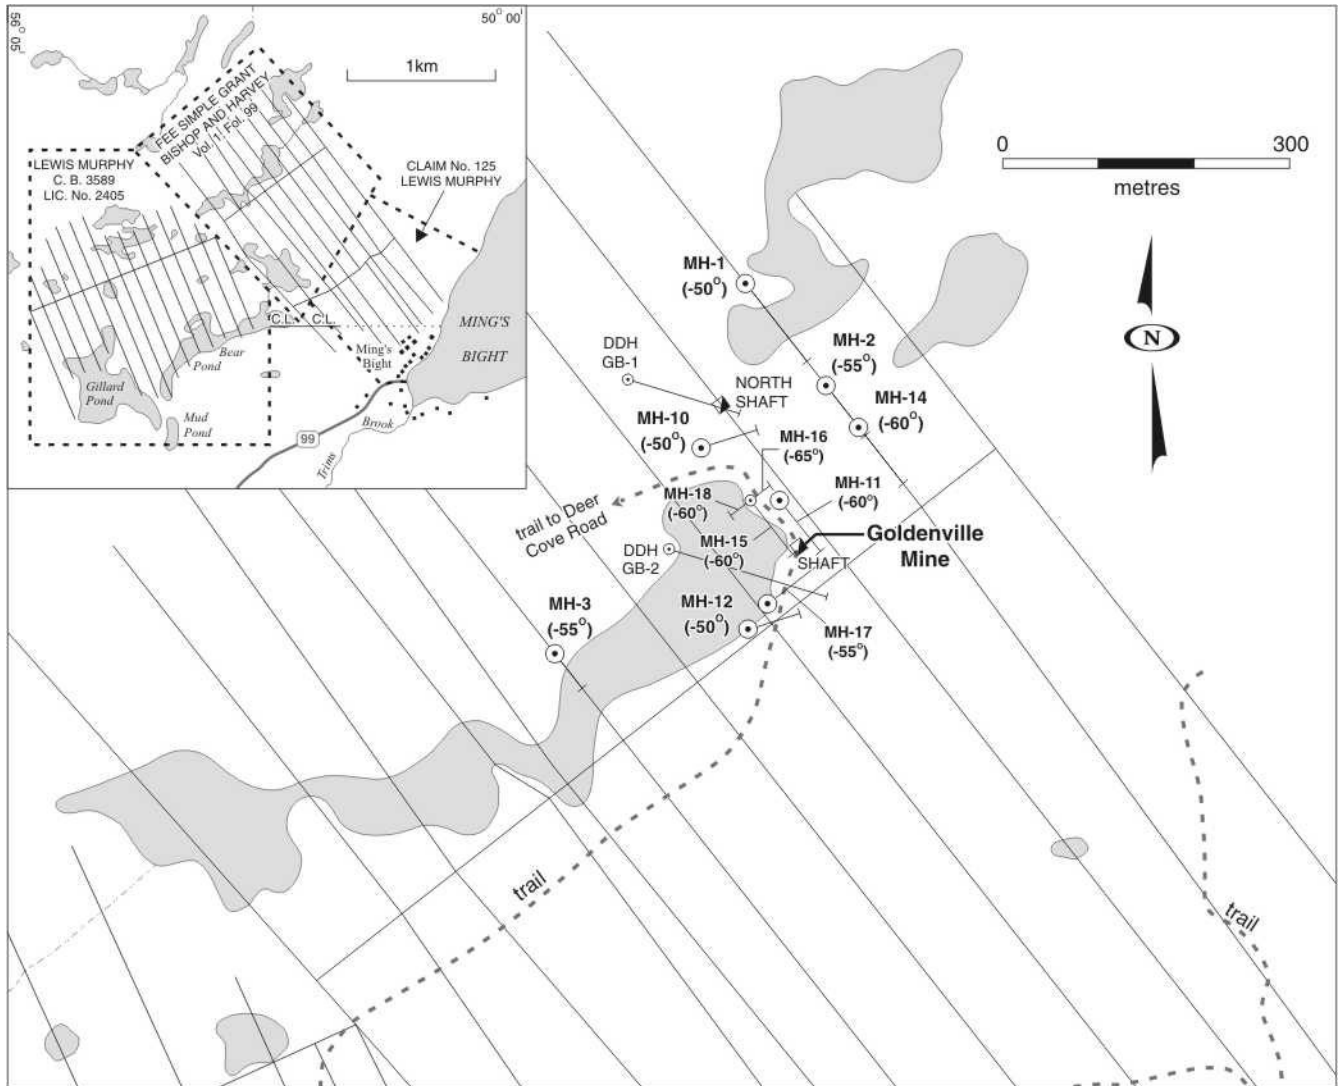 56° 05'
50° 00'
1km
FEE SIMPLE GRANT
BISHOP AND HARVEY
Vol. 1: Fol. 99
LEWIS MURPHY
C. B. 3589
LIC. No. 2405
CLAIM No. 125
LEWIS MURPHY
C.L.
C.L.
MING'S
BIGHT
Ming's
Bight
Bear
Pond
Gillard
Pond
Mud
Pond
Brook
Trims
99
0
300
metres
N
MH-1
(-50°)
MH-2
(-55°)
DDH
GB-1
NORTH
SHAFT
MH-14
(-60°)
MH-10
(-50°)
MH-16
(-65°)
MH-18
(-60°)
MH-11
(-60°)
trail to Deer
Cove Road
MH-15
(-60°)
Goldenville
Mine
SHAFT
DDH
GB-2
MH-3
(-55°)
MH-12
(-50°)
MH-17
(-55°)
trail
trail